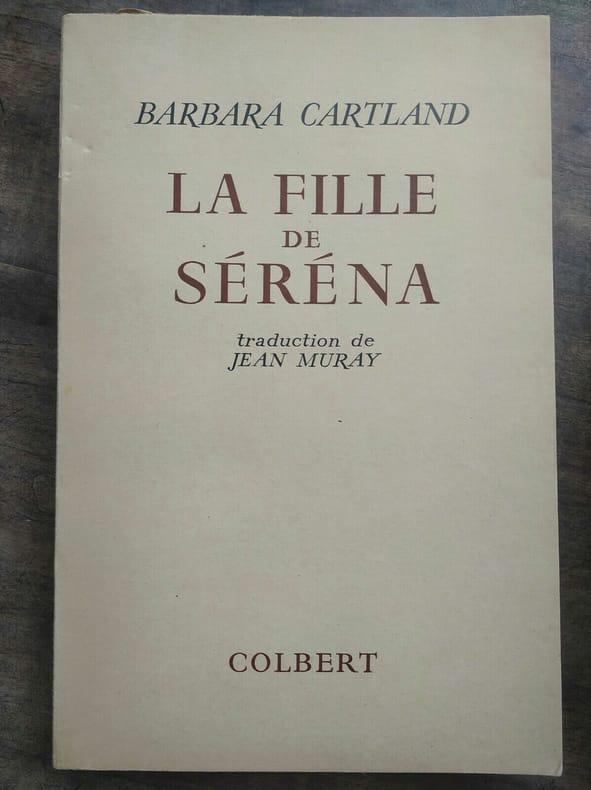 BARBARA CARTLAND
LA FILLE
DE
SÉRÉNA
traduction de
JEAN MURAY
COLBERT